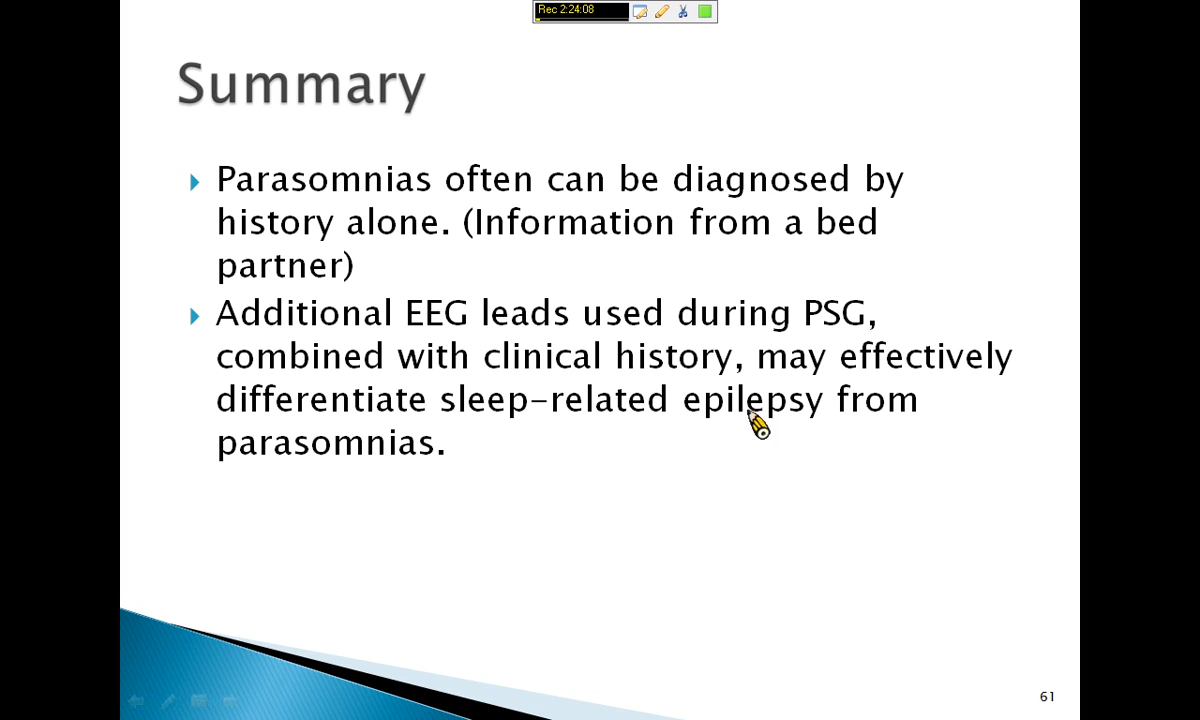 Rec 2:24:08
Summary
Parasomnias often can be diagnosed by
history alone. (Information from a bed
partner)
Additional EEG leads used during PSG,
combined with clinical history, may effectively
differentiate sleep-related epilepsy from
parasomnias.
61